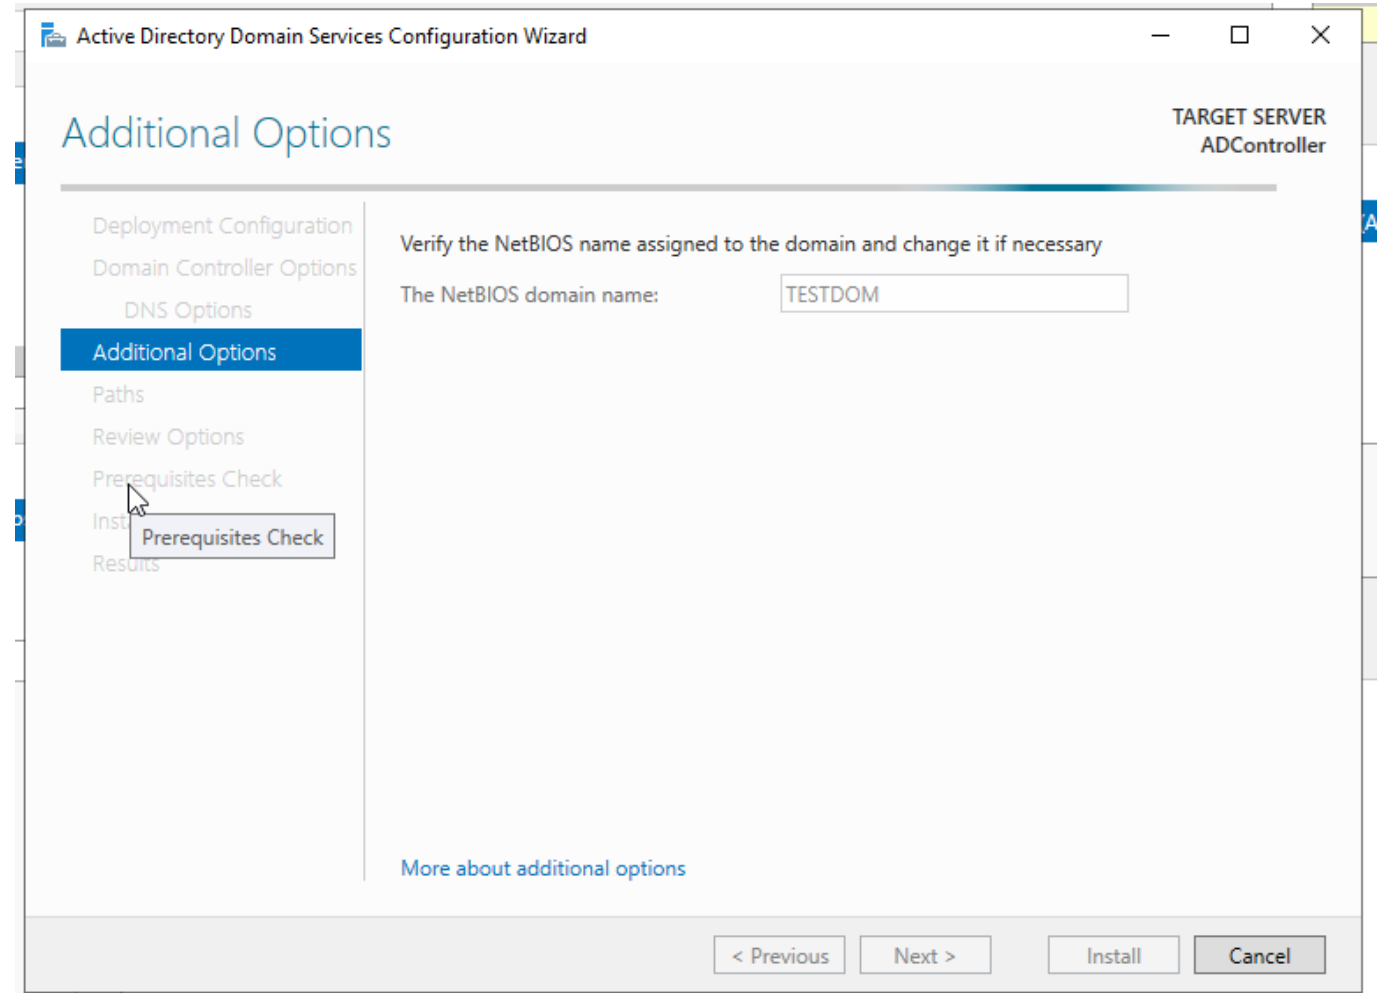 Active Directory Domain Services Configuration Wizard
Additional Options
TARGET SERVER
ADController
Deployment Configuration
Domain Controller Options
DNS Options
Additional Options
Paths
Review Options
Prerequisites Check
Prerequisites Check
Results
Verify the NetBIOS name assigned to the domain and change it if necessary
The NetBIOS domain name: TESTDOM
More about additional options
< Previous
Next >
Install
Cancel